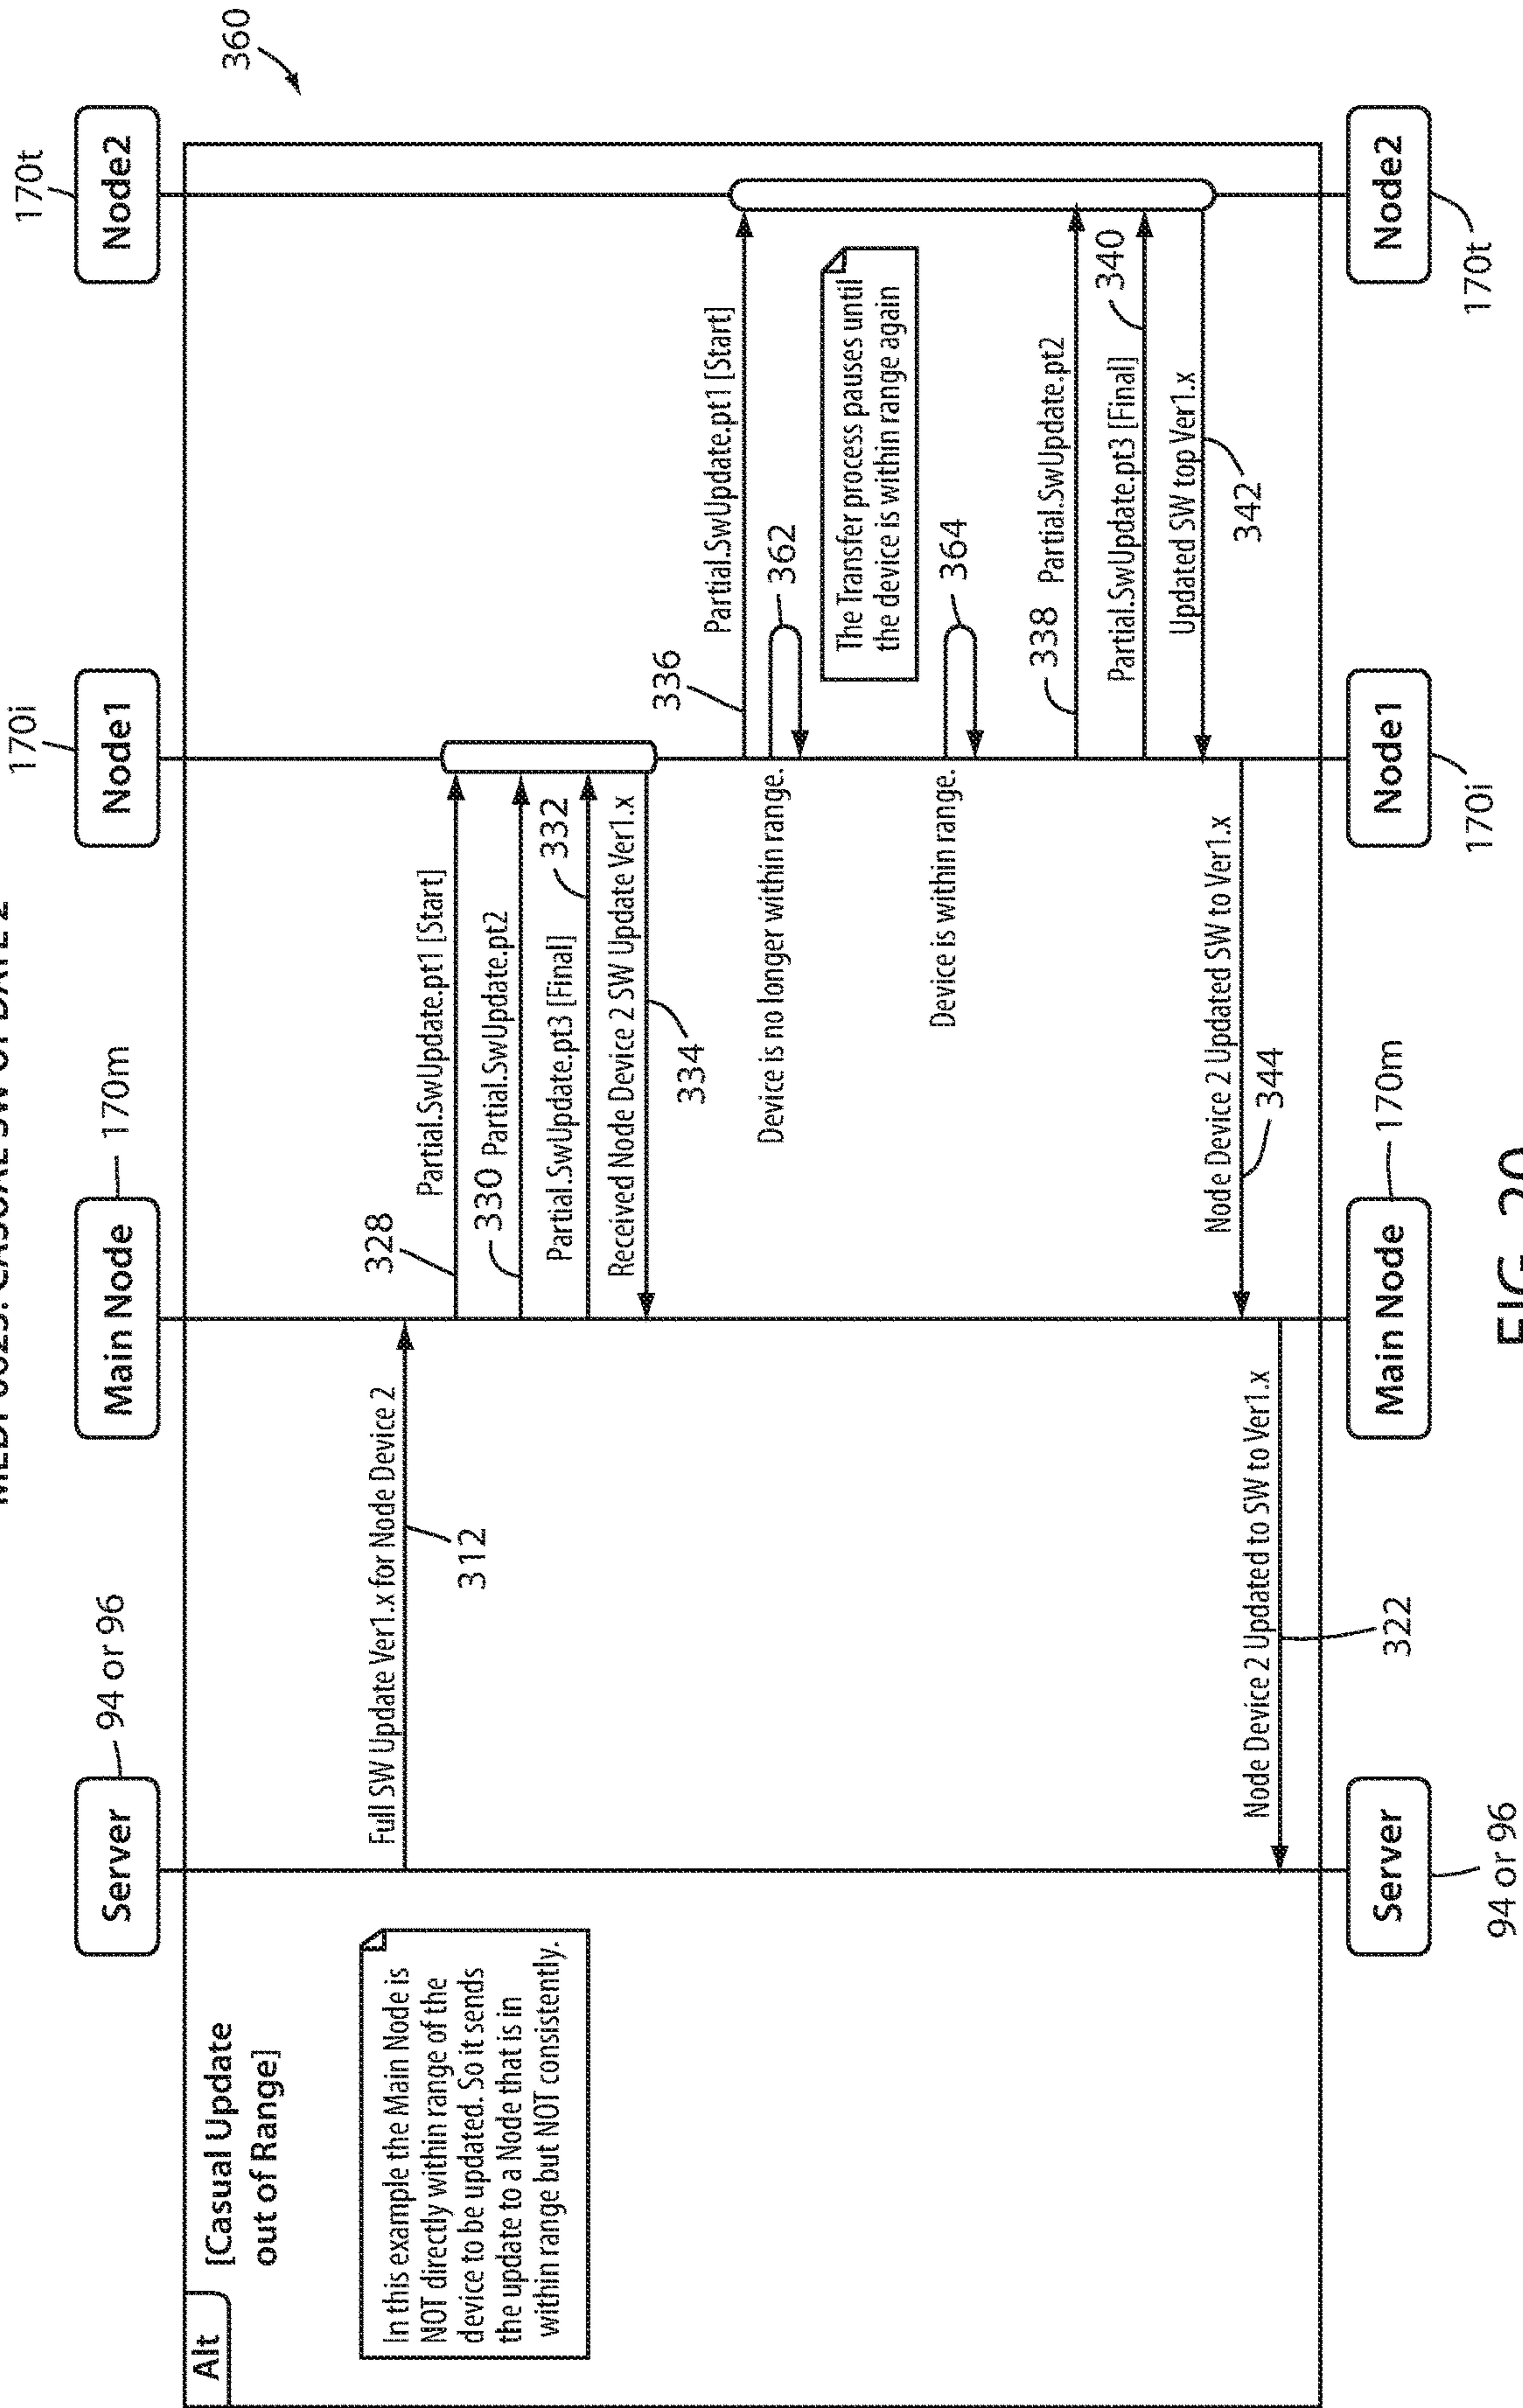 CASUAL SW UPDATE 2
94 or 96
170m
170i
170t
360
Server
Main Node
Node1
Node2
Alt
[Casual Update
out of Range]
In this example the Main Node is
NOT directly within range of the
device to be updated. So it sends
the update to a Node that is in
within range but NOT consistently.
Full SW Update Ver1.x for Node Device 2
312
328
Partial.SwUpdate.pt1 [Start]
330
Partial.SwUpdate.pt2
Partial.SwUpdate.pt3 [Final]
332
Received Node Device 2 SW Update Ver1.x
334
336
Partial.SwUpdate.pt1 [Start]
Device is no longer within range.
362
The Transfer process pauses until
the device is within range again
Device is within range.
364
338
Partial.SwUpdate.pt2
Partial.SwUpdate.pt3 [Final]
340
Updated SW top Ver1.x
342
Node Device 2 Updated SW to Ver1.x
344
Node Device 2 Updated to SW to Ver1.x
322
Server
Main Node
Node1
Node2
94 or 96
170m
170i
170t
FIG.